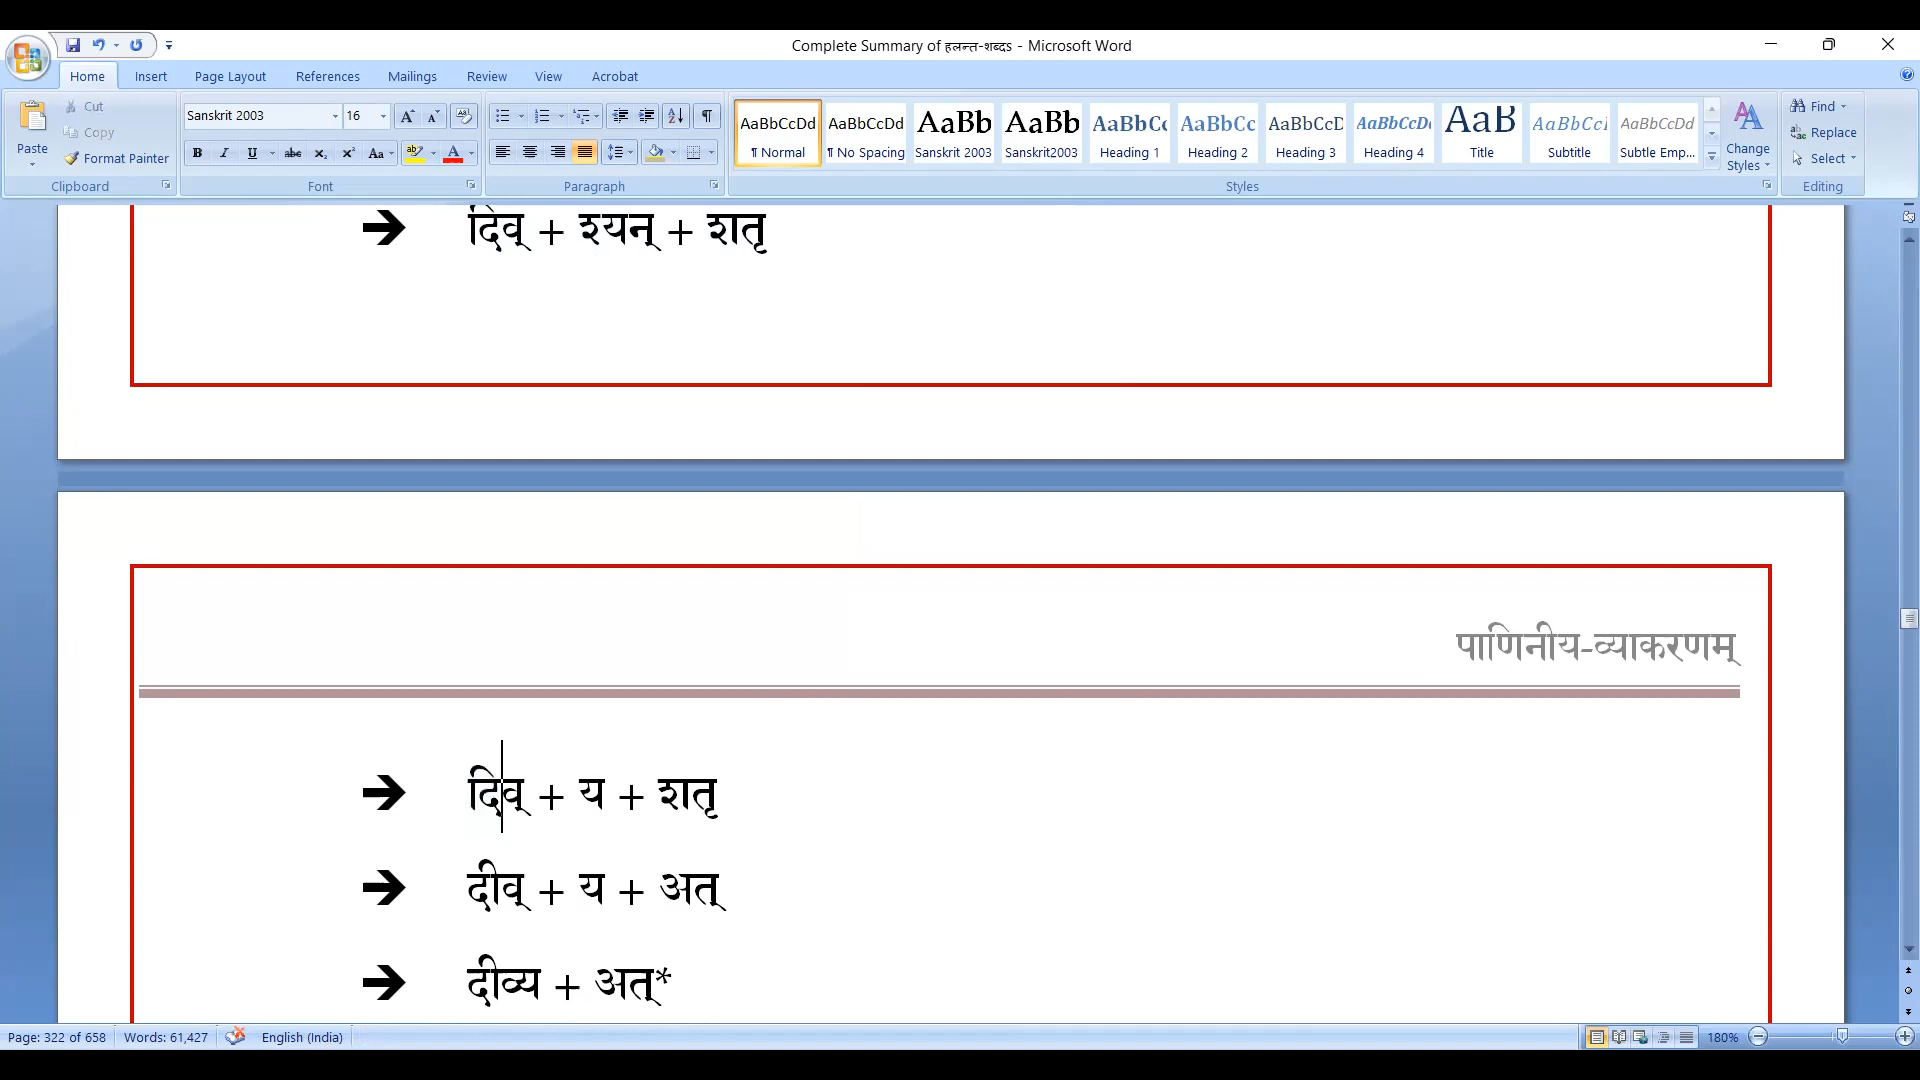 Complete Summary of हलन्त-शब्दs - Microsoft Word
Home Insert Page Layout References Mailings Review View Acrobat
Paste
Cut
Copy
Format Painter
Clipboard
Sanskrit 2003 16
Font
Paragraph
AaBbCcDd AaBbCcDd AaBb AaBb AaBbCc AaBbCc AaBbCcD AaBbCcDc AaB AaBbCcI AaBbCcDd
¶ Normal ¶ No Spacing Sanskrit 2003 Sanskrit2003 Heading 1 Heading 2 Heading 3 Heading 4 Title Subtitle Subtle Emp...
Styles
Change Styles
Find
Replace
Select
Editing
➔ दिव् + श्यन् + शतृ
पाणिनीय-व्याकरणम्
➔ दिव् + य + शतृ
➔ दीव् + य + अत्
➔ दीव्य + अत्*
Page: 322 of 658 Words: 61,427 English (India) 180%